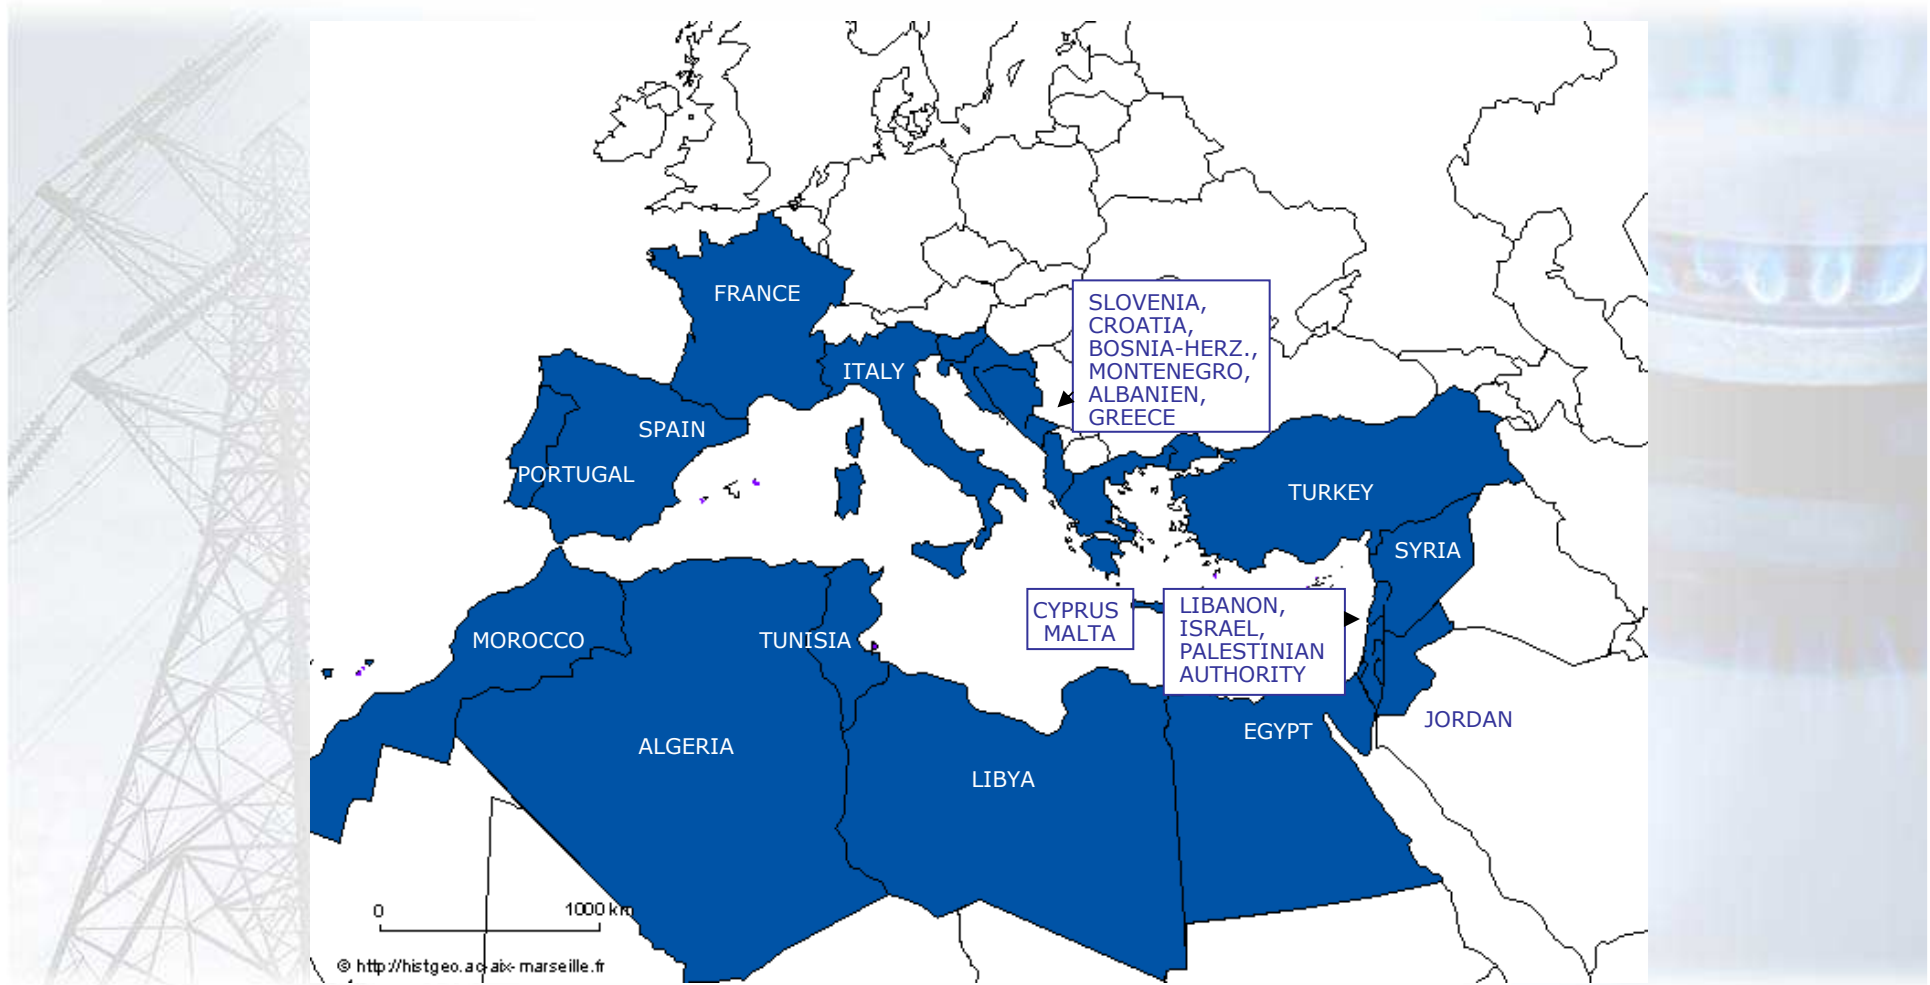 FRANCE
SLOVENIA,
CROATIA,
BOSNIA-HERZ.,
MONTENEGRO,
ALBANIEN,
GREECE
ITALY
SPAIN
PORTUGAL
TURKEY
SYRIA
CYPRUS
MALTA
LIBANON,
ISRAEL,
PALESTINIAN
AUTHORITY
MOROCCO
TUNISIA
JORDAN
EGYPT
ALGERIA
LIBYA
0 1000 km
© http://histgeo.ac-aix-marseille.fr